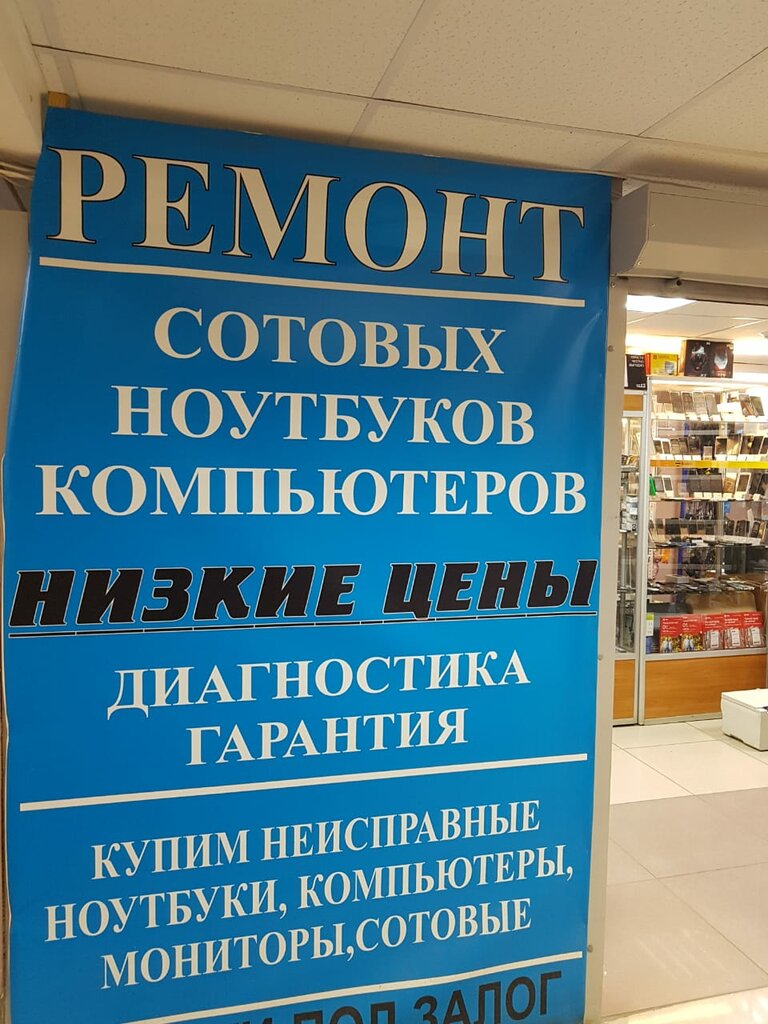 РЕМОНТ
СОТОВЫХ
НОУТБУКОВ
КОМПЬЮТЕРОВ
НИЗКИЕ ЦЕНЫ
ДИАГНОСТИКА
ГАРАНТИЯ
КУПИМ НЕИСПРАВНЫЕ
НОУТБУКИ, КОМПЬЮТЕРЫ,
МОНИТОРЫ,СОТОВЫЕ
ПОД ЗАЛОГ